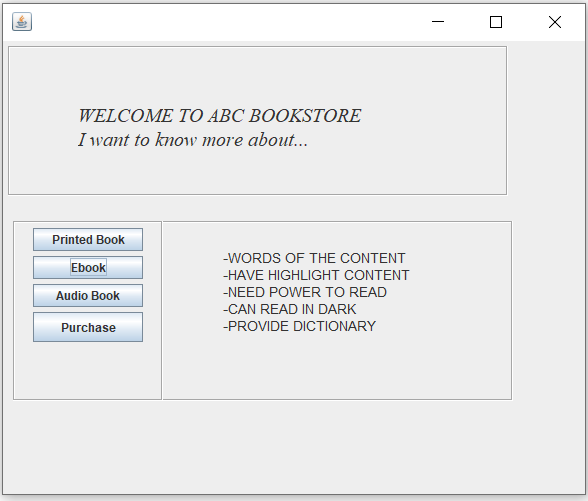 WELCOME TO ABC BOOKSTORE
I want to know more about...
Printed Book
Ebook
Audio Book
Purchase
-WORDS OF THE CONTENT
-HAVE HIGHLIGHT CONTENT
-NEED POWER TO READ
-CAN READ IN DARK
-PROVIDE DICTIONARY